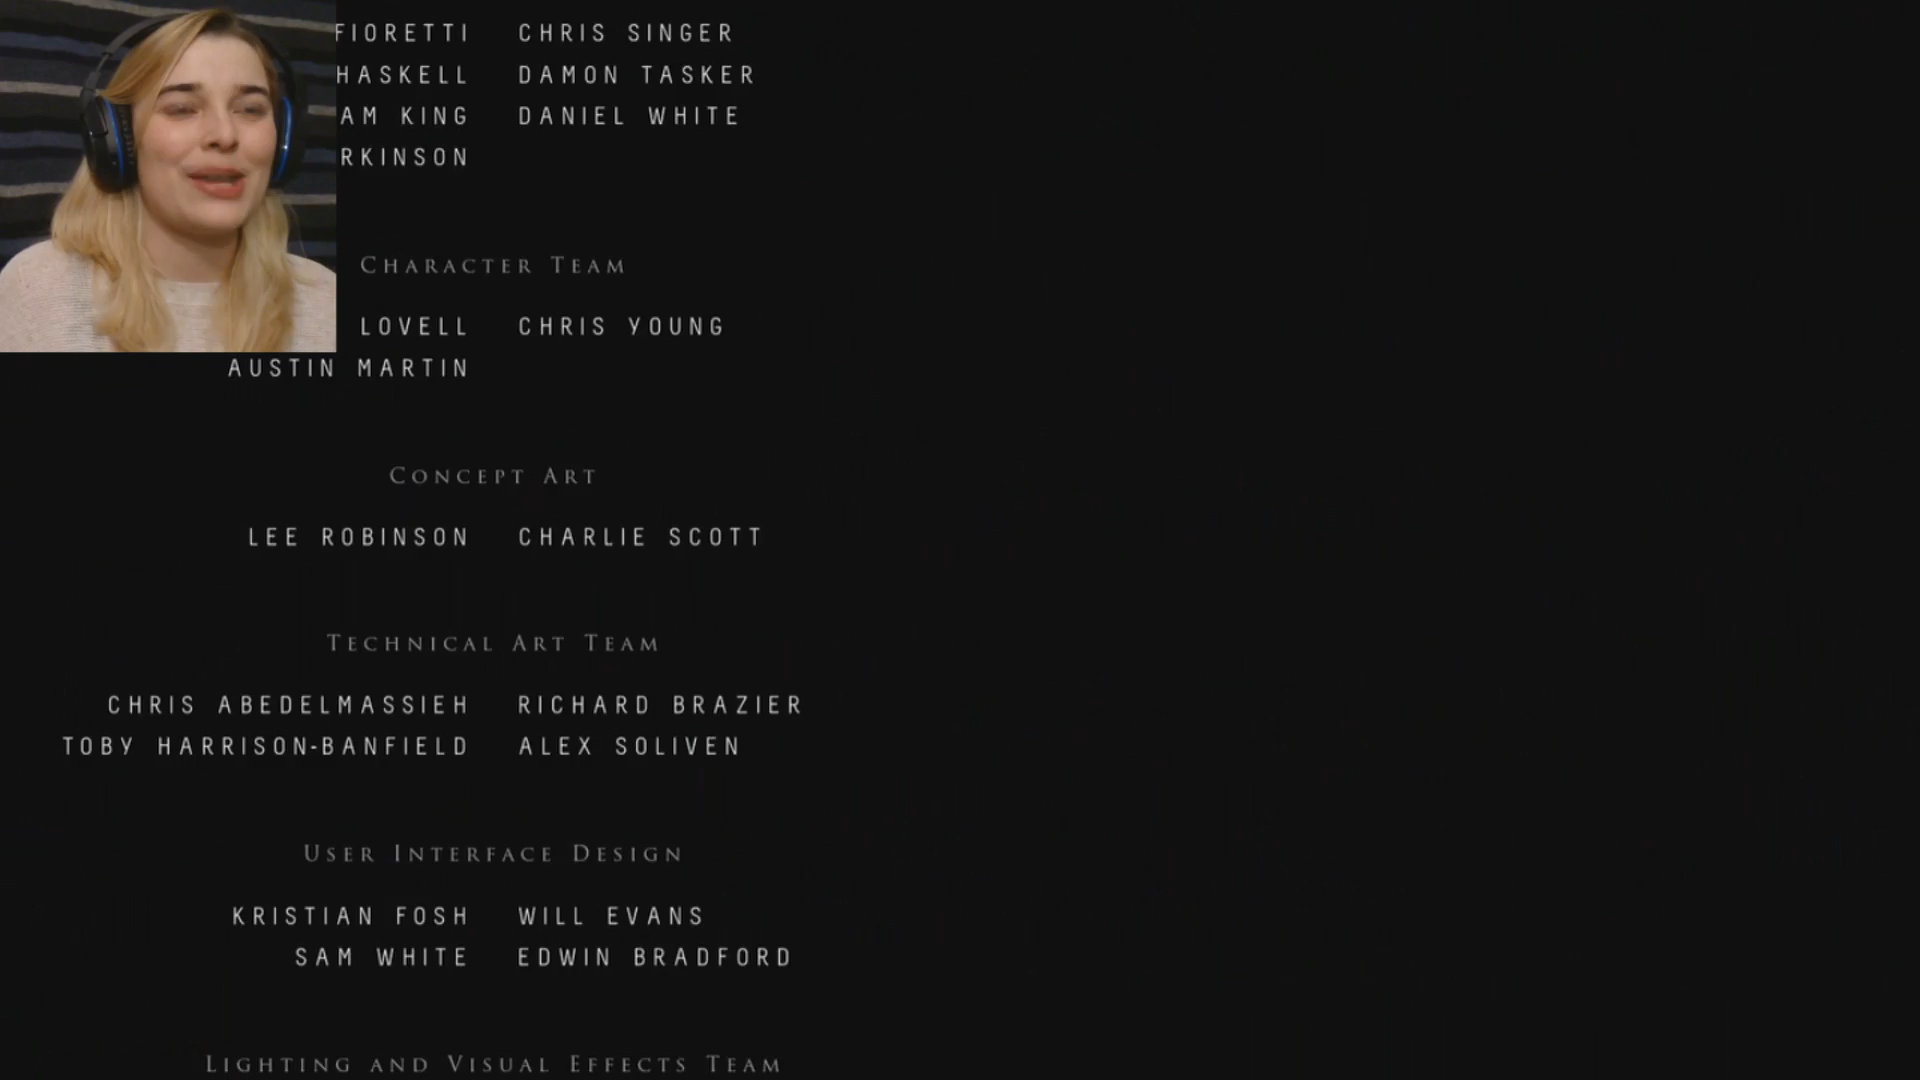 FIORETTI CHRIS SINGER
HASKELL DAMON TASKER
AM KING DANIEL WHITE
RKINSON
CHARACTER TEAM
LOVELL CHRIS YOUNG
AUSTIN MARTIN
CONCEPT ART
LEE ROBINSON CHARLIE SCOTT
TECHNICAL ART TEAM
CHRIS ABEDELMASSIEH RICHARD BRAZIER
TOBY HARRISON-BANFIELD ALEX SOLIVEN
USER INTERFACE DESIGN
KRISTIAN FOSH WILL EVANS
SAM WHITE EDWIN BRADFORD
LIGHTING AND VISUAL EFFECTS TEAM